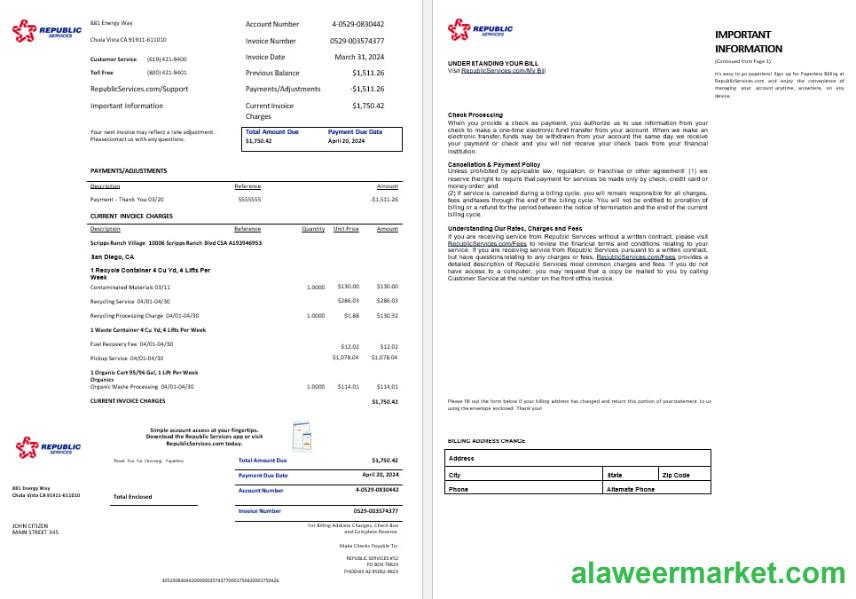 REPUBLIC SERVICES
881 Energy Way
Chula Vista CA 91911-611010
Customer Service (619) 421-9400
Toll Free (800) 421-9401
RepublicServices.com/Support
Important Information
Your next invoice may reflect a rate adjustment.
Pleasecontact us with any questions.
Account Number 4-0529-0830442
Invoice Number 0529-003574377
Invoice Date March 31, 2024
Previous Balance $1,511.26
Payments/Adjustments -$1,511.26
Current Invoice Charges $1,750.42
Total Amount Due Payment Due Date
$1,750.42 April 20, 2024
PAYMENTS/ADJUSTMENTS
Description Reference Amount
Payment - Thank You 03/20 5555555 -$1,511.26
CURRENT INVOICE CHARGES
Description Reference Quantity Unit Price Amount
Scripps Ranch Village 10006 Scripps Ranch Blvd CSA A193946953
San Diego, CA
1 Recycle Container 4 Cu Yd, 4 Lifts Per
Week
Contaminated Materials 03/11 1.0000 $130.00 $130.00
Recycling Service 04/01-04/30 $286.03 $286.03
Recycling Processing Charge 04/01-04/30 1.0000 $1.88 $130.32
1 Waste Container 4 Cu Yd, 4 Lifts Per Week
Fuel Recovery Fee 04/01-04/30 $12.02 $12.02
Pickup Service 04/01-04/30 $1,078.04 $1,078.04
1 Organic Cart 95/96 Gal, 1 Lift Per Week
Organics
Organic Waste Processing 04/01-04/30 1.0000 $114.01 $114.01
CURRENT INVOICE CHARGES $1,750.42
Simple account access at your fingertips.
Download the Republic Services app or visit
RepublicServices.com today.
REPUBLIC SERVICES
Thank You For Choosing Paperless
881 Energy Way
Chula Vista CA 91911-611010
Total Enclosed
Total Amount Due $1,750.42
Payment Due Date April 20, 2024
Account Number 4-0529-0830442
Invoice Number 0529-003574377
JOHN CITIZEN
MAIN STREET 345
For Billing Address Changes, Check Box
and Complete Reverse.
Make Checks Payable To:
REPUBLIC SERVICES #52
PO BOX 78829
PHOENIX AZ 85062-8829
REPUBLIC SERVICES
UNDERSTANDING YOUR BILL
Visit RepublicServices.com/My Bill
Check Processing
When you provide a check as payment, you authorize us to use information from your
check to make a one-time electronic fund transfer from your account. When we make an
electronic transfer, funds may be withdrawn from your account the same day we receive
your payment or check and you will not receive your check back from your financial
institution.
Cancellation & Payment Policy
Unless prohibited by applicable law, regulation, or franchise or other agreement: (1) we
reserve theright to require that payment for services be made only by check, credit card or
money order; and
(2) if service is canceled during a billing cycle, you will remain responsible for all charges,
fees andtaxes through the end of the billing cycle. You will not be entitled to proration of
billing or a refund for the period between the notice of termination and the end of the current
billing cycle.
Understanding Our Rates, Charges and Fees
If you are receiving service from Republic Services without a written contract, please visit
RepublicServices.com/Fees to review the financial terms and conditions relating to your
service. If you are receiving service from Republic Services pursuant to a written contract,
but have questions relating to any charges or fees, RepublicServices.com/Fees provides a
detailed description of Republic Services most common charges and fees. If you do not
have access to a computer, you may request that a copy be mailed to you by calling
Customer Service at the number on the front ofthis invoice.
IMPORTANT
INFORMATION
(Continued from Page 1)
It's easy to go paperless! Sign up for Paperless Billing at
RepublicServices.com and enjoy the convenience of
managing your account anytime, anywhere, on any
device.
Please fill out the form below if your billing address has changed and return this portion of your statement to us
using the envelope enclosed. Thank you!
BILLING ADDRESS CHANGE
Address
City State Zip Code
Phone Alternate Phone
alaweermarket.com